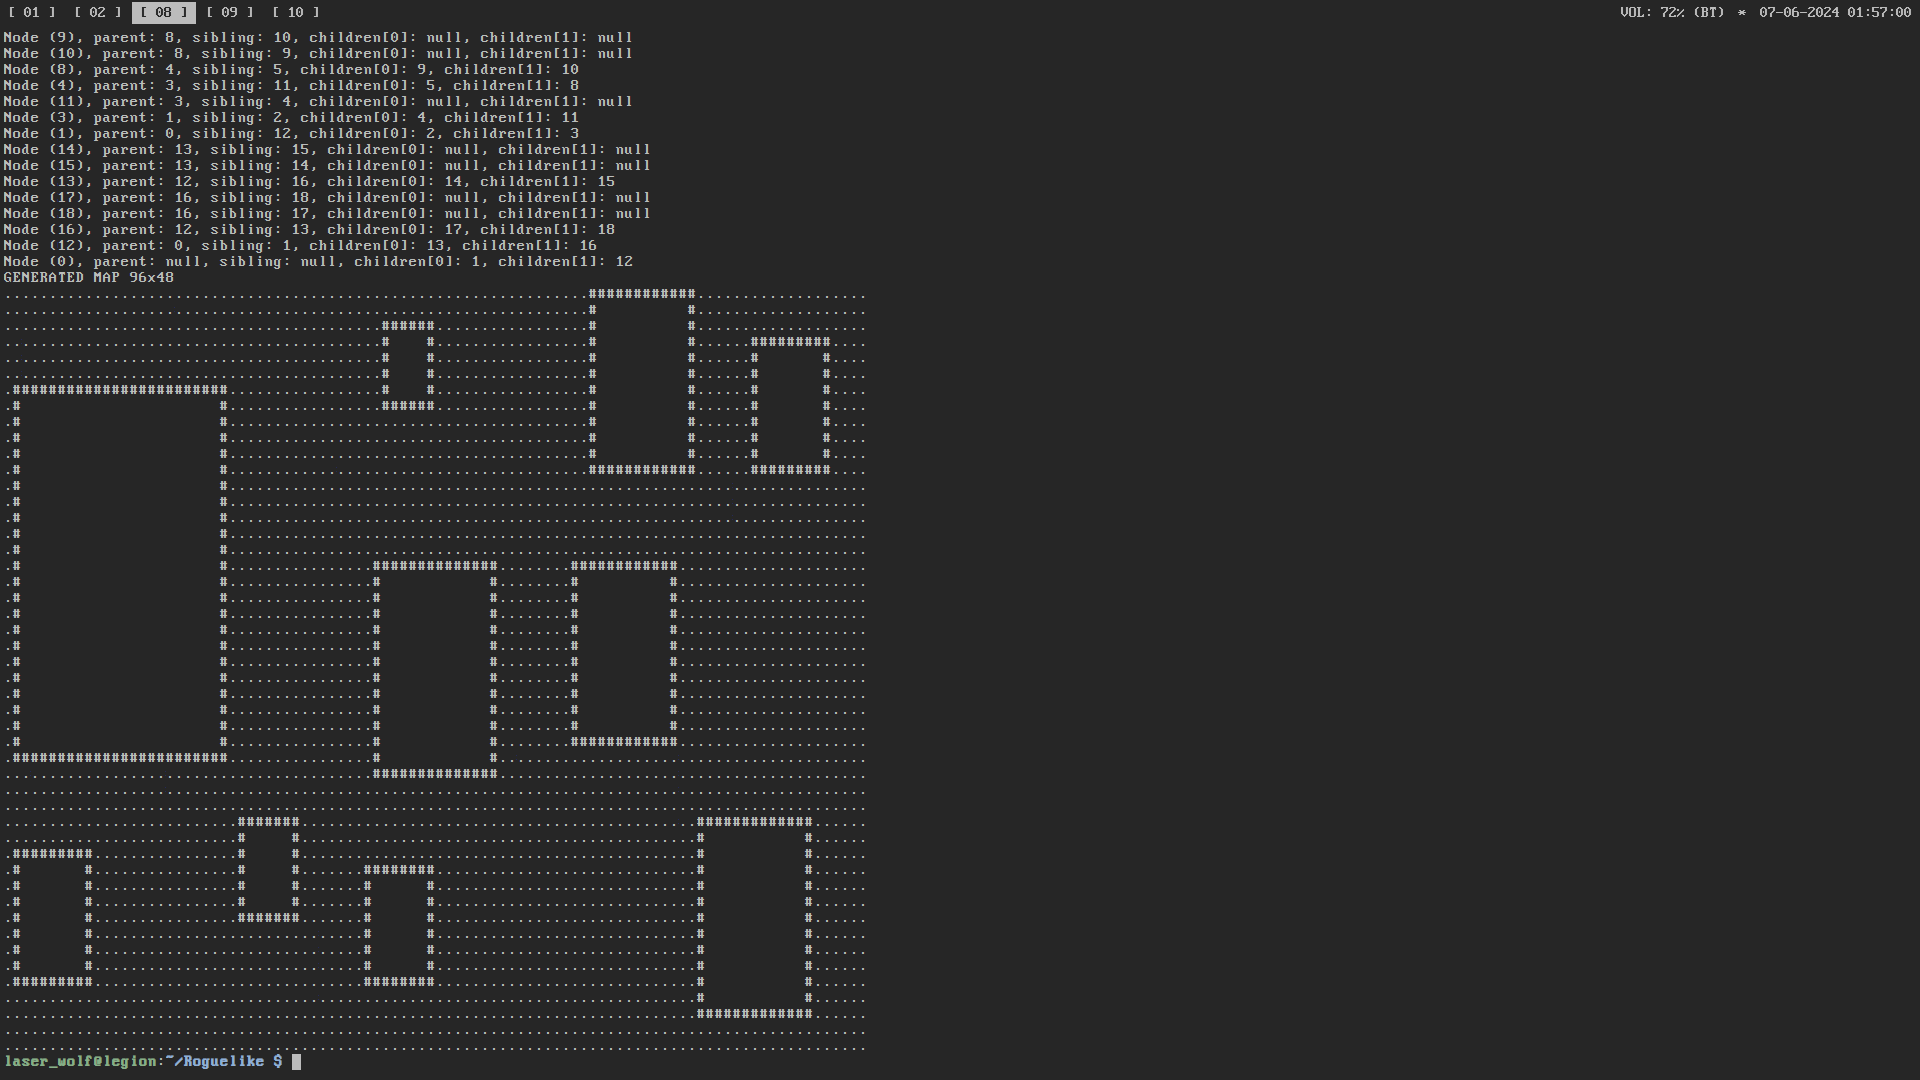 [ 01 ] [ 02 ] [ 08 ] [ 09 ] [ 10 ] VOL: 72% (BT) * 07-06-2024 01:57:00
Node (9), parent: 8, sibling: 10, children[0]: null, children[1]: null
Node (10), parent: 8, sibling: 9, children[0]: null, children[1]: null
Node (8), parent: 4, sibling: 5, children[0]: 9, children[1]: 10
Node (4), parent: 3, sibling: 11, children[0]: 5, children[1]: 8
Node (11), parent: 3, sibling: 4, children[0]: null, children[1]: null
Node (3), parent: 1, sibling: 2, children[0]: 4, children[1]: 11
Node (1), parent: 0, sibling: 12, children[0]: 2, children[1]: 3
Node (14), parent: 13, sibling: 15, children[0]: null, children[1]: null
Node (15), parent: 13, sibling: 14, children[0]: null, children[1]: null
Node (13), parent: 12, sibling: 16, children[0]: 14, children[1]: 15
Node (17), parent: 16, sibling: 18, children[0]: null, children[1]: null
Node (18), parent: 16, sibling: 17, children[0]: null, children[1]: null
Node (16), parent: 12, sibling: 13, children[0]: 17, children[1]: 18
Node (12), parent: 0, sibling: 1, children[0]: 13, children[1]: 16
Node (0), parent: null, sibling: null, children[0]: 1, children[1]: 12
GENERATED MAP 96x48
laser_wolf@legion:~/Roguelike $